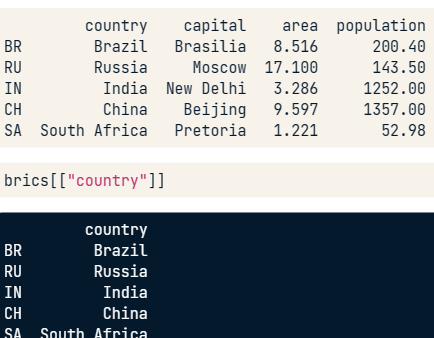 country capital area population
BR Brazil Brasilia 8.516 200.40
RU Russia Moscow 17.100 143.50
IN India New Delhi 3.286 1252.00
CH China Beijing 9.597 1357.00
SA South Africa Pretoria 1.221 52.98
brics[["country"]]
country
BR Brazil
RU Russia
IN India
CH China
SA South Africa